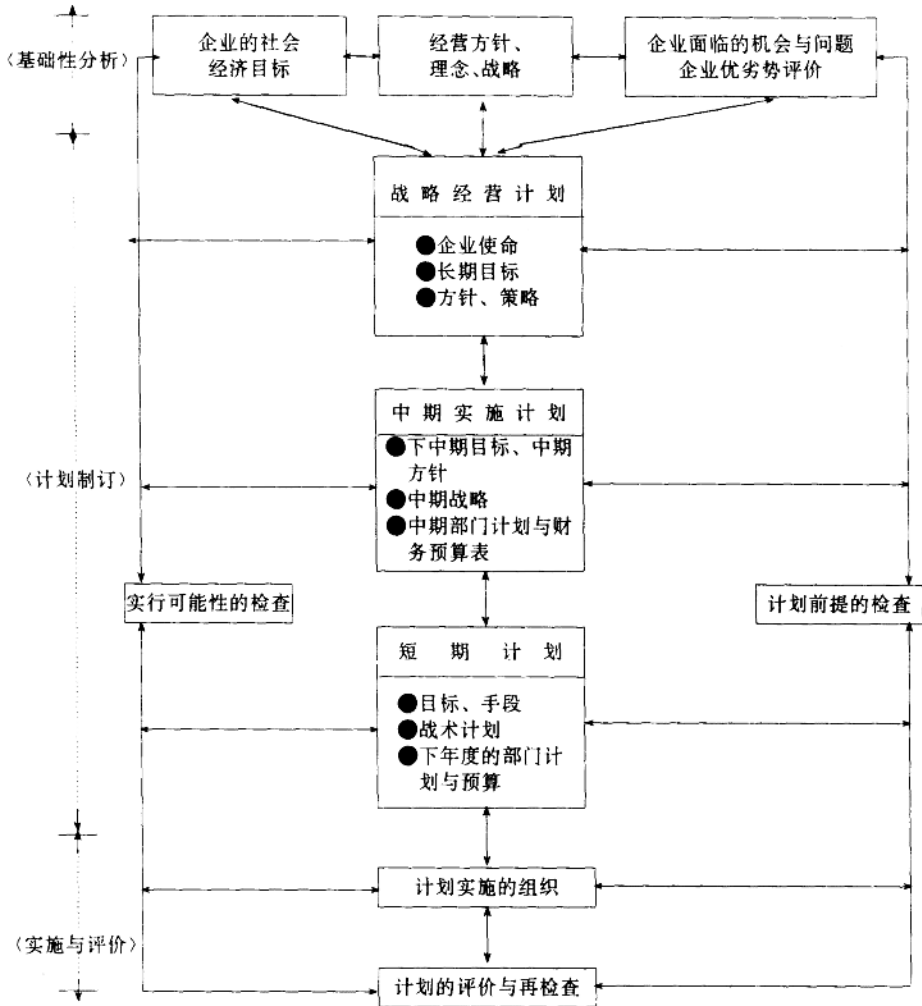 企业的社会
经济目标
经营方针、
理念、战略
企业面临的机会与问题
企业优劣势评价
（基础性分析）
战略经营计划
●企业使命
●长期目标
●方针、策略
中期实施计划
●下中期目标、中期
方针
●中期战略
●中期部门计划与财
务预算表
（计划制订）
实行可能性的检查
计划前提的检查
短期计划
●目标、手段
●战术计划
●下年度的部门计
划与预算
计划实施的组织
（实施与评价）
计划的评价与再检查